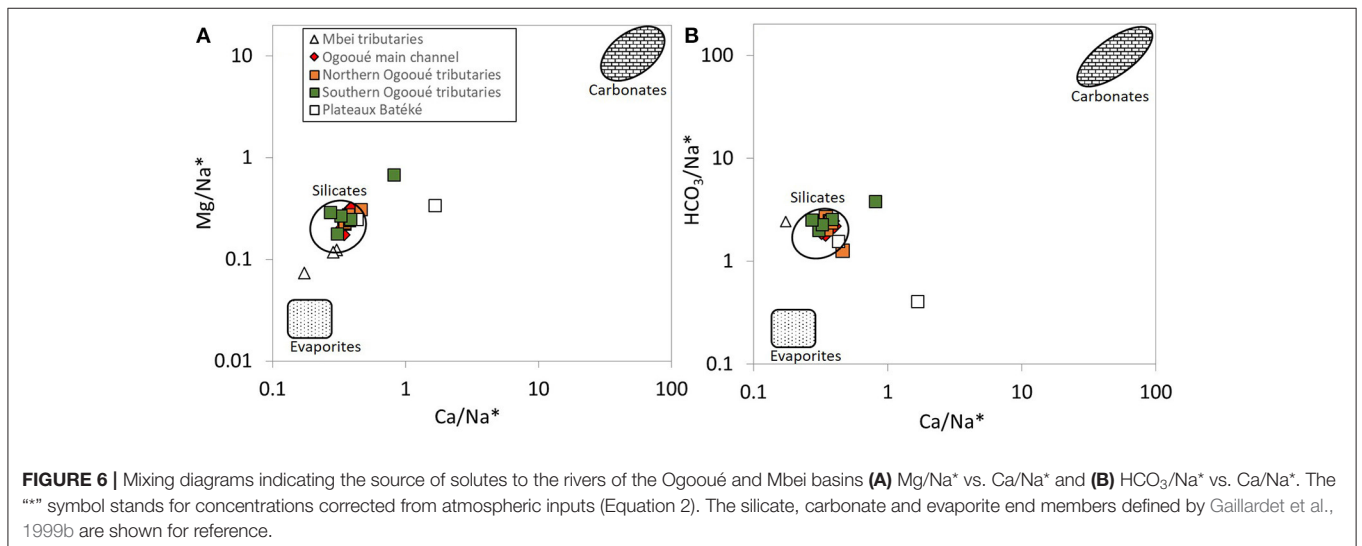 A
Mg/Na*
10
1
0.1
0.01
0.1
1
10
100
Ca/Na*
Mbei tributaries
Ogooué main channel
Northern Ogooué tributaries
Southern Ogooué tributaries
Plateaux Batéké
Carbonates
Silicates
Evaporites
B
HCO₃/Na*
100
10
1
0.1
0.1
1
10
100
Ca/Na*
Carbonates
Silicates
Evaporites
FIGURE 6 | Mixing diagrams indicating the source of solutes to the rivers of the Ogooué and Mbei basins (A) Mg/Na* vs. Ca/Na* and (B) HCO₃/Na* vs. Ca/Na*. The
“*” symbol stands for concentrations corrected from atmospheric inputs (Equation 2). The silicate, carbonate and evaporite end members defined by Gaillardet et al.,
1999b are shown for reference.